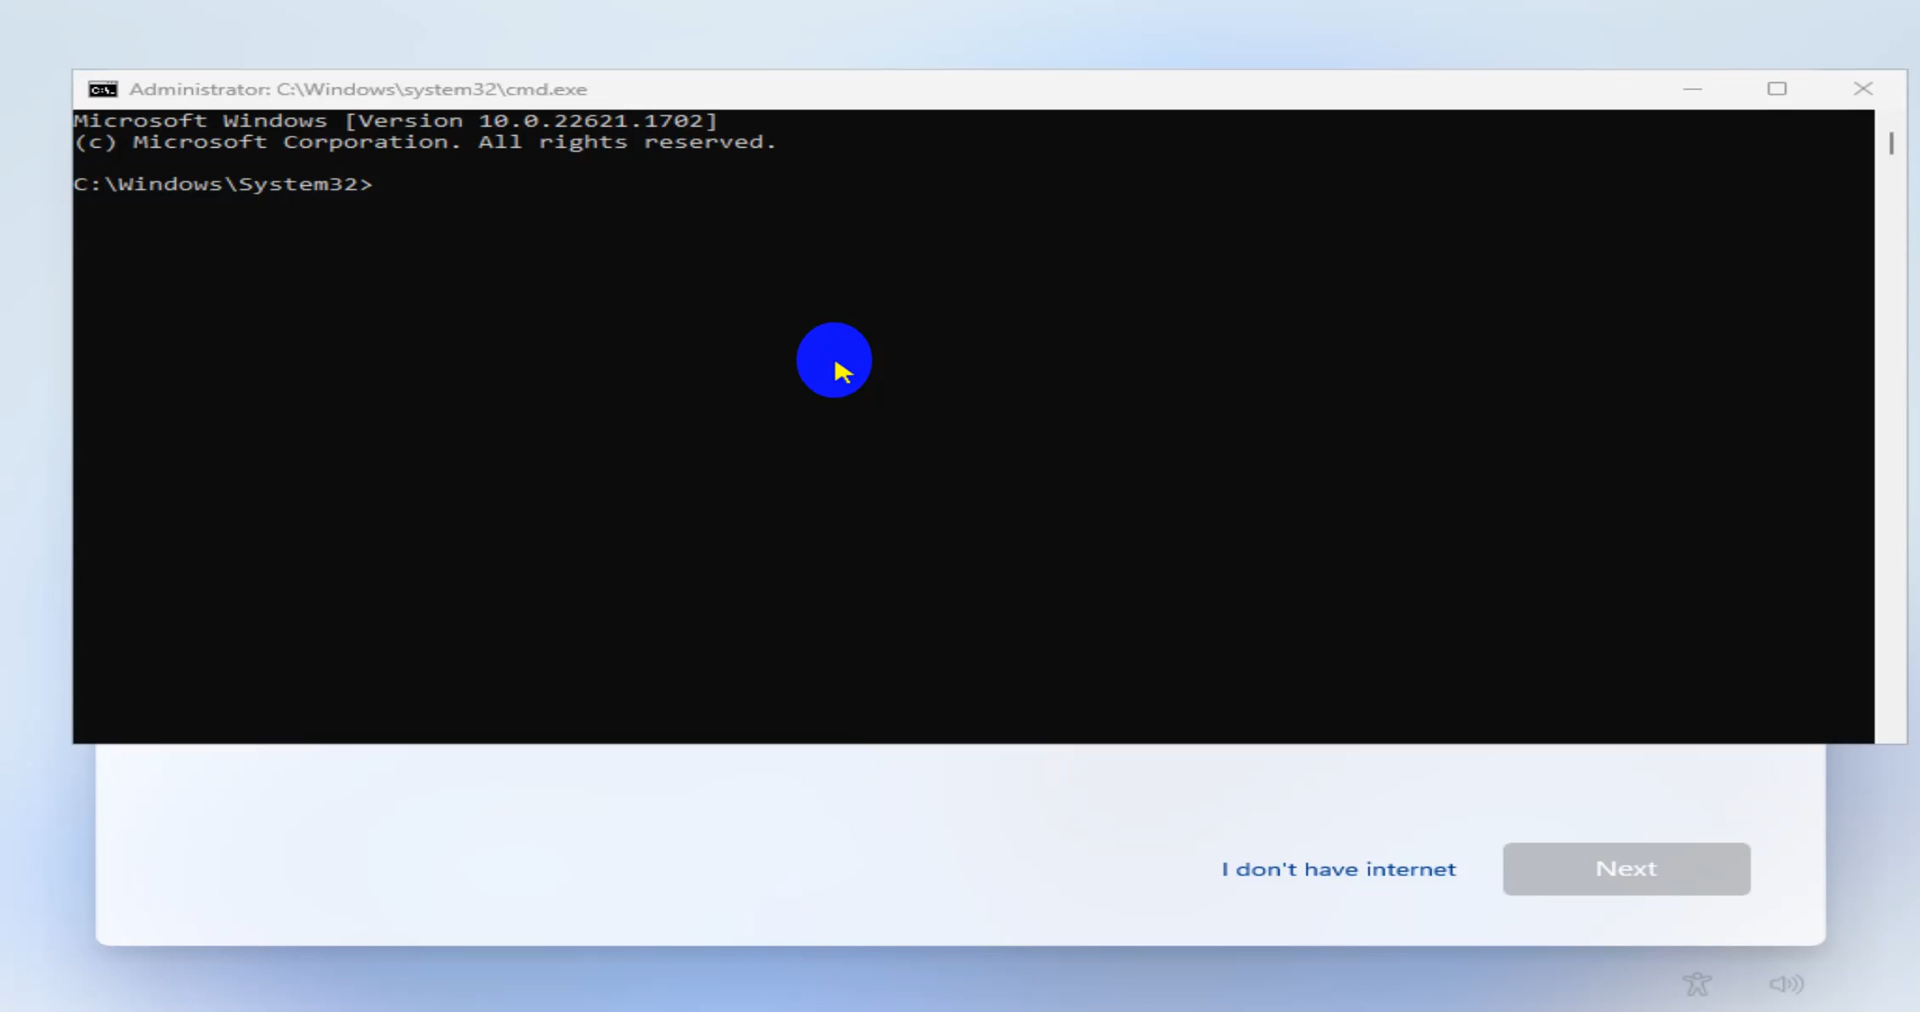 Administrator: C:\Windows\system32\cmd.exe
Microsoft Windows [Version 10.0.22621.1702]
(c) Microsoft Corporation. All rights reserved.
C:\Windows\System32>
I don't have internet
Next